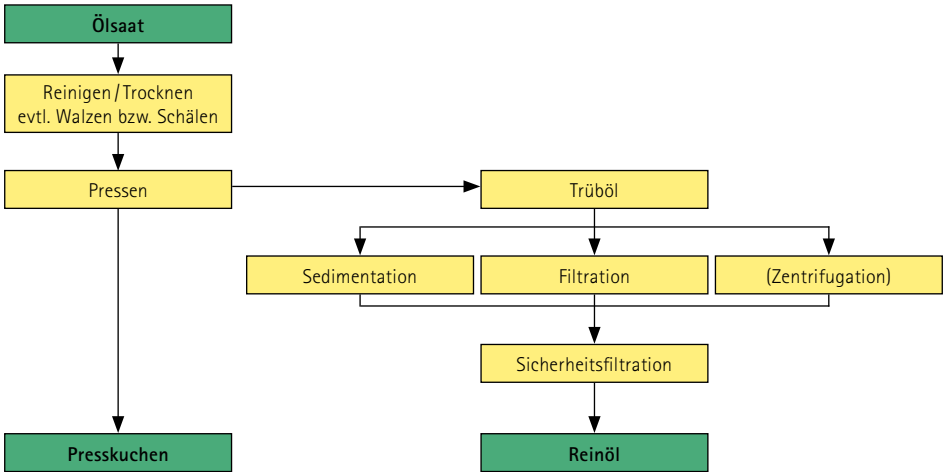 Ölsaat
Reinigen / Trocknen
evtl. Walzen bzw. Schälen
Pressen
Trüböl
Sedimentation
Filtration
(Zentrifugation)
Sicherheitsfiltration
Presskuchen
Reinöl